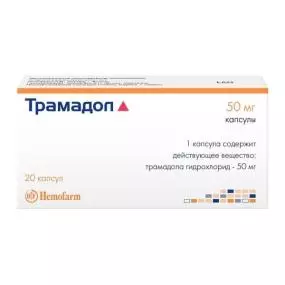 Трамадол
50 мг
капсулы
1 капсула содержит
действующее вещество:
трамадола гидрохлорид - 50 мг
20 капсул
Hemofarm